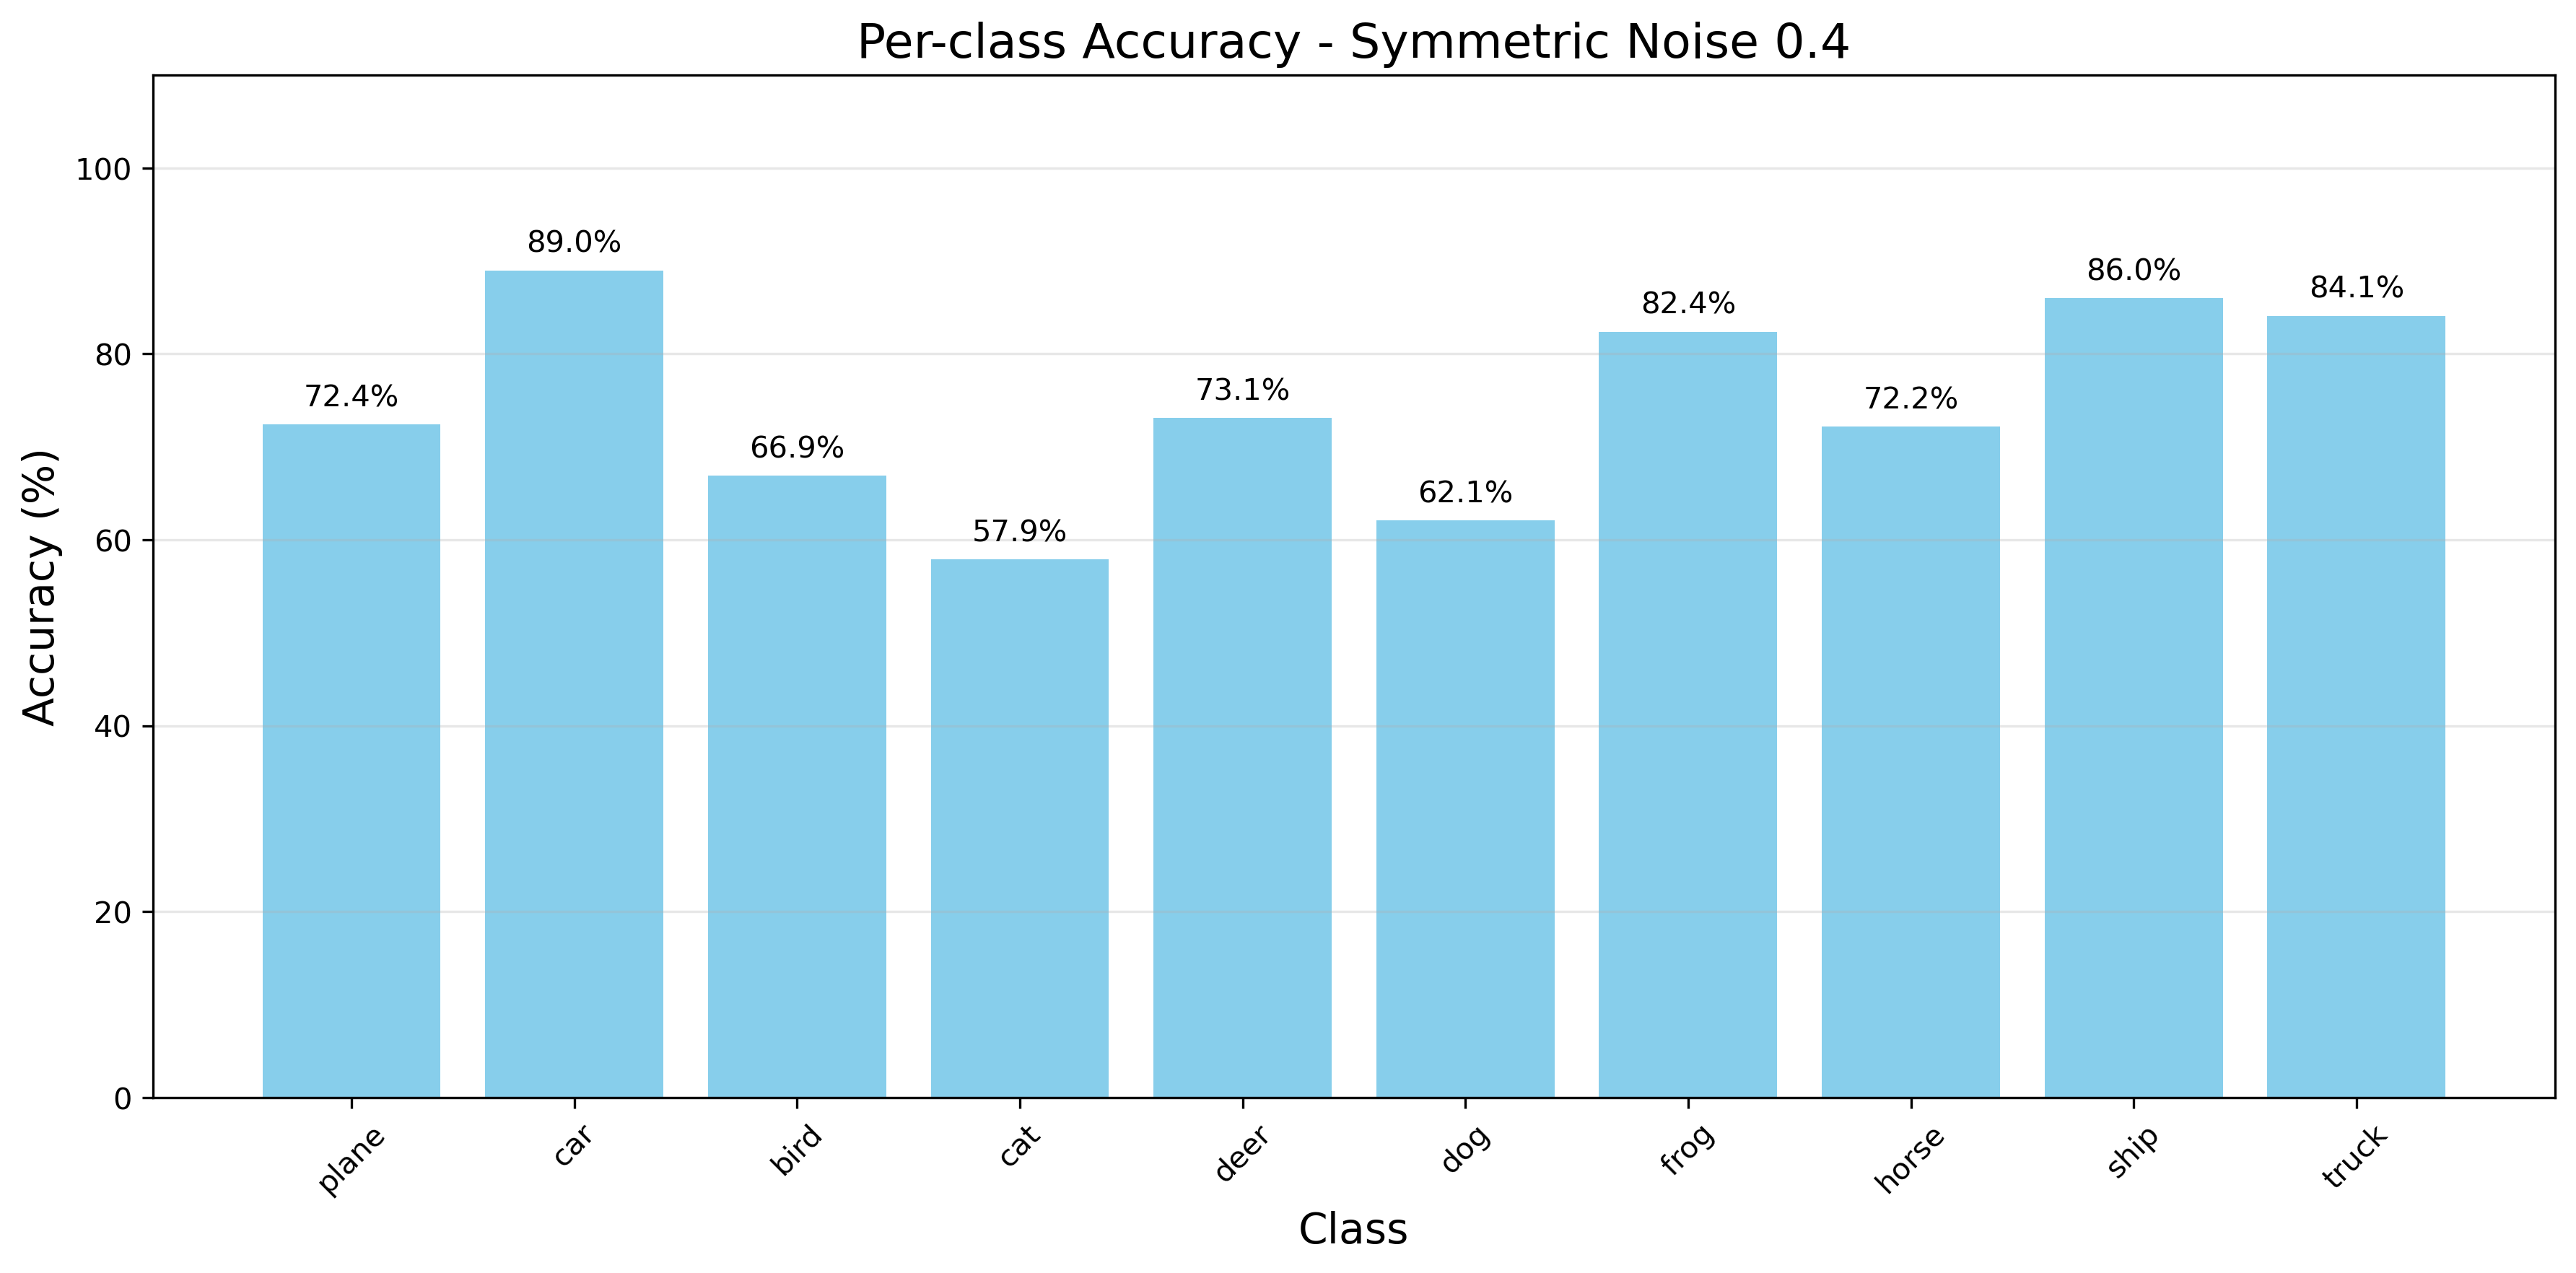 Per-class Accuracy - Symmetric Noise 0.4
Accuracy (%)
100
80
60
40
20
0
72.4%
89.0%
66.9%
57.9%
73.1%
62.1%
82.4%
72.2%
86.0%
84.1%
plane
car
bird
cat
deer
dog
frog
horse
ship
truck
Class